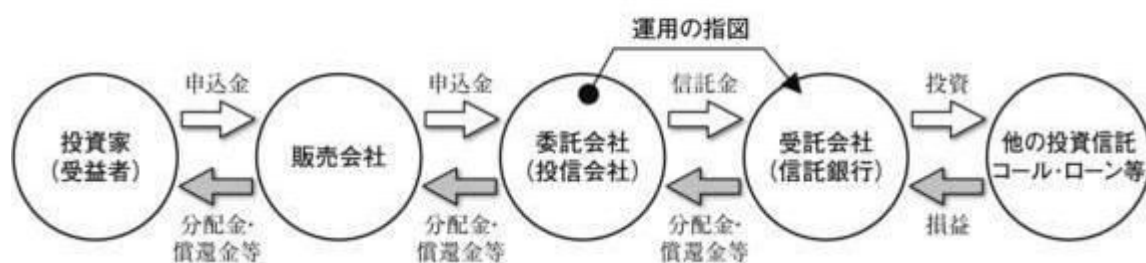 運用の指図
申込金
申込金
信託金
投資
投資家
(受益者)
販売会社
委託会社
(投信会社)
受託会社
(信託銀行)
他の投資信託
コール・ローン等
分配金・
償還金等
分配金・
償還金等
分配金・
償還金等
損益